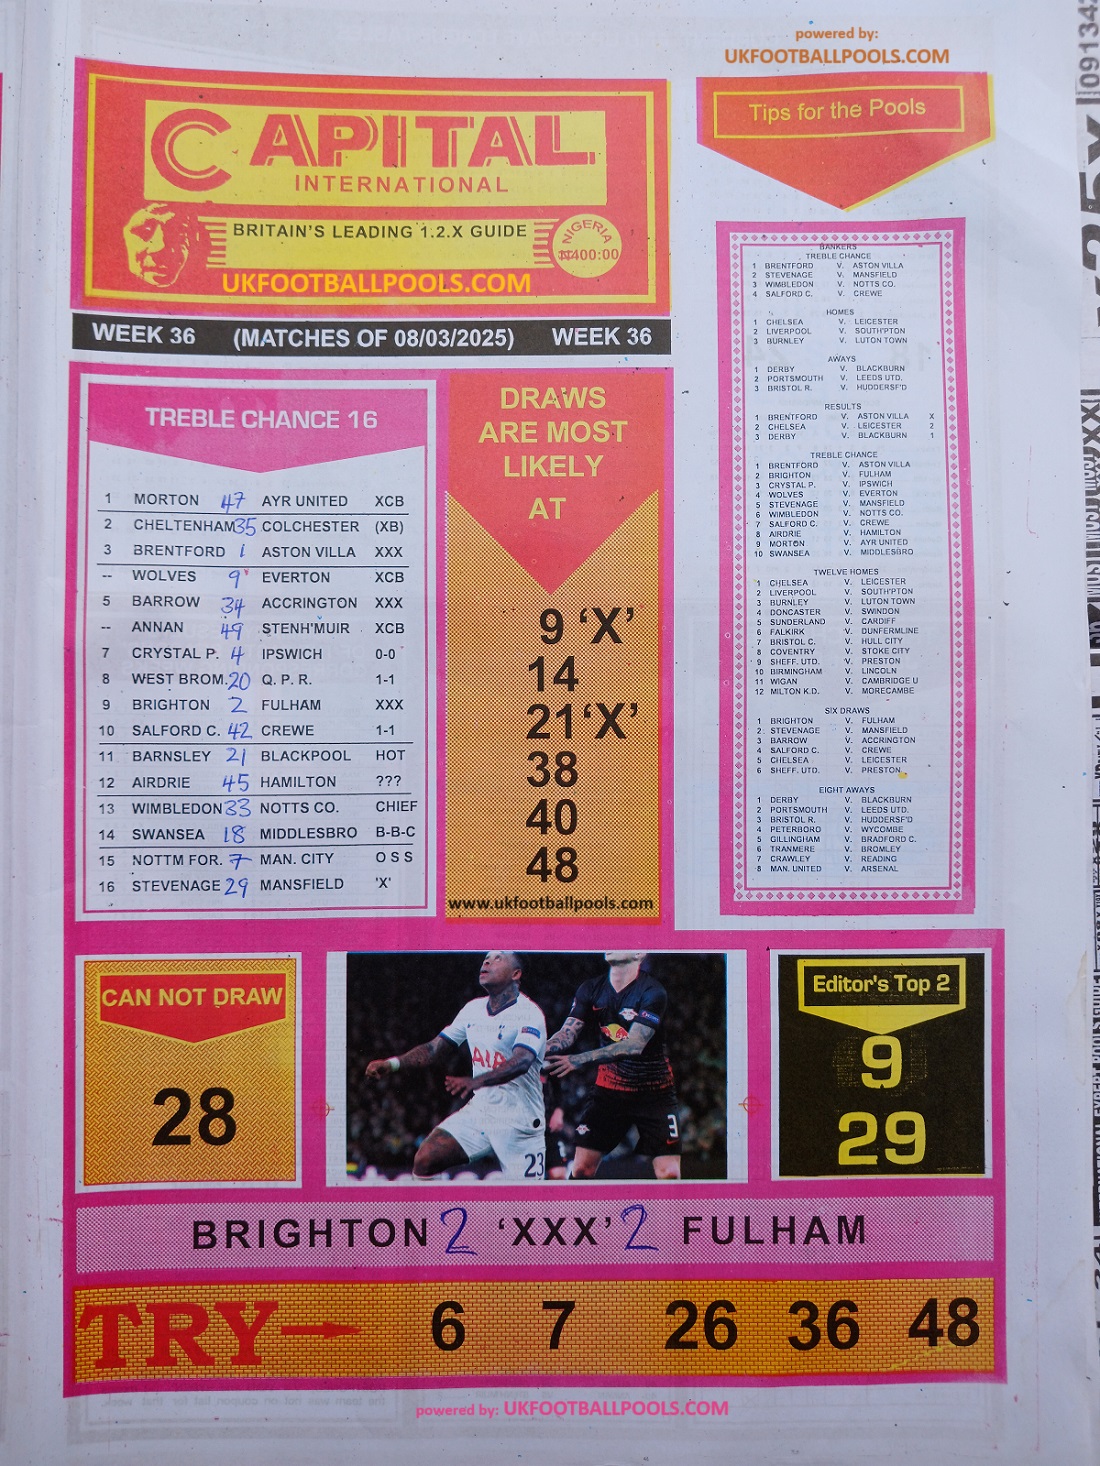 powered by:
UKFOOTBALLPOOLS.COM
CAPITAL
INTERNATIONAL
BRITAIN'S LEADING 1.2.X GUIDE
NIGERIA
₦400:00
UKFOOTBALLPOOLS.COM
WEEK 36 (MATCHES OF 08/03/2025) WEEK 36
Tips for the Pools
TREBLE CHANCE 16
1 MORTON 47 AYR UNITED XCB
2 CHELTENHAM 35 COLCHESTER (XB)
3 BRENTFORD 1 ASTON VILLA XXX
-- WOLVES 9 EVERTON XCB
5 BARROW 34 ACCRINGTON XXX
-- ANNAN 49 STENH'MUIR XCB
7 CRYSTAL P. 4 IPSWICH 0-0
8 WEST BROM. 20 Q. P. R. 1-1
9 BRIGHTON 2 FULHAM XXX
10 SALFORD C. 42 CREWE 1-1
11 BARNSLEY 21 BLACKPOOL HOT
12 AIRDRIE 45 HAMILTON ???
13 WIMBLEDON 33 NOTTS CO. CHIEF
14 SWANSEA 18 MIDDLESBRO B-B-C
15 NOTTM FOR. 7 MAN. CITY O S S
16 STEVENAGE 29 MANSFIELD 'X'
DRAWS
ARE MOST
LIKELY
AT
9 'X'
14
21 'X'
38
40
48
www.ukfootballpools.com
BANKERS
TREBLE CHANCE
1 BRENTFORD V. ASTON VILLA
2 STEVENAGE V. MANSFIELD
3 WIMBLEDON V. NOTTS CO.
4 SALFORD C. V. CREWE
HOMES
1 CHELSEA V. LEICESTER
2 LIVERPOOL V. SOUTH'PTON
3 BURNLEY V. LUTON TOWN
AWAYS
1 DERBY V. BLACKBURN
2 PORTSMOUTH V. LEEDS UTD.
3 BRISTOL R. V. HUDDERSF'D
RESULTS
1 BRENTFORD V. ASTON VILLA X
2 CHELSEA V. LEICESTER 2
3 DERBY V. BLACKBURN 1
TREBLE CHANCE
1 BRENTFORD V. ASTON VILLA
2 BRIGHTON V. FULHAM
3 CRYSTAL P. V. IPSWICH
4 WOLVES V. EVERTON
5 STEVENAGE V. MANSFIELD
6 WIMBLEDON V. NOTTS CO.
7 SALFORD C. V. CREWE
8 AIRDRIE V. HAMILTON
9 MORTON V. AYR UNITED
10 SWANSEA V. MIDDLESBRO
TWELVE HOMES
1 CHELSEA V. LEICESTER
2 LIVERPOOL V. SOUTH'PTON
3 BURNLEY V. LUTON TOWN
4 DONCASTER V. SWINDON
5 SUNDERLAND V. CARDIFF
6 FALKIRK V. DUNFERMLINE
7 BRISTOL C. V. HULL CITY
8 COVENTRY V. STOKE CITY
9 SHEFF. UTD. V. PRESTON
10 BIRMINGHAM V. LINCOLN
11 WIGAN V. CAMBRIDGE U
12 MILTON K.D. V. MORECAMBE
SIX DRAWS
1 BRIGHTON V. FULHAM
2 STEVENAGE V. MANSFIELD
3 BARROW V. ACCRINGTON
4 SALFORD C. V. CREWE
5 CHELSEA V. LEICESTER
6 SHEFF. UTD. V. PRESTON
EIGHT AWAYS
1 DERBY V. BLACKBURN
2 PORTSMOUTH V. LEEDS UTD.
3 BRISTOL R. V. HUDDERSF'D
4 PETERBORO V. WYCOMBE
5 GILLINGHAM V. BRADFORD C.
6 TRANMERE V. BROMLEY
7 CRAWLEY V. READING
8 MAN. UNITED V. ARSENAL
CAN NOT DRAW
28
AIA
23
3
Editor's Top 2
9
29
BRIGHTON 2 'XXX' 2 FULHAM
TRY 6 7 26 36 48
powered by: UKFOOTBALLPOOLS.COM